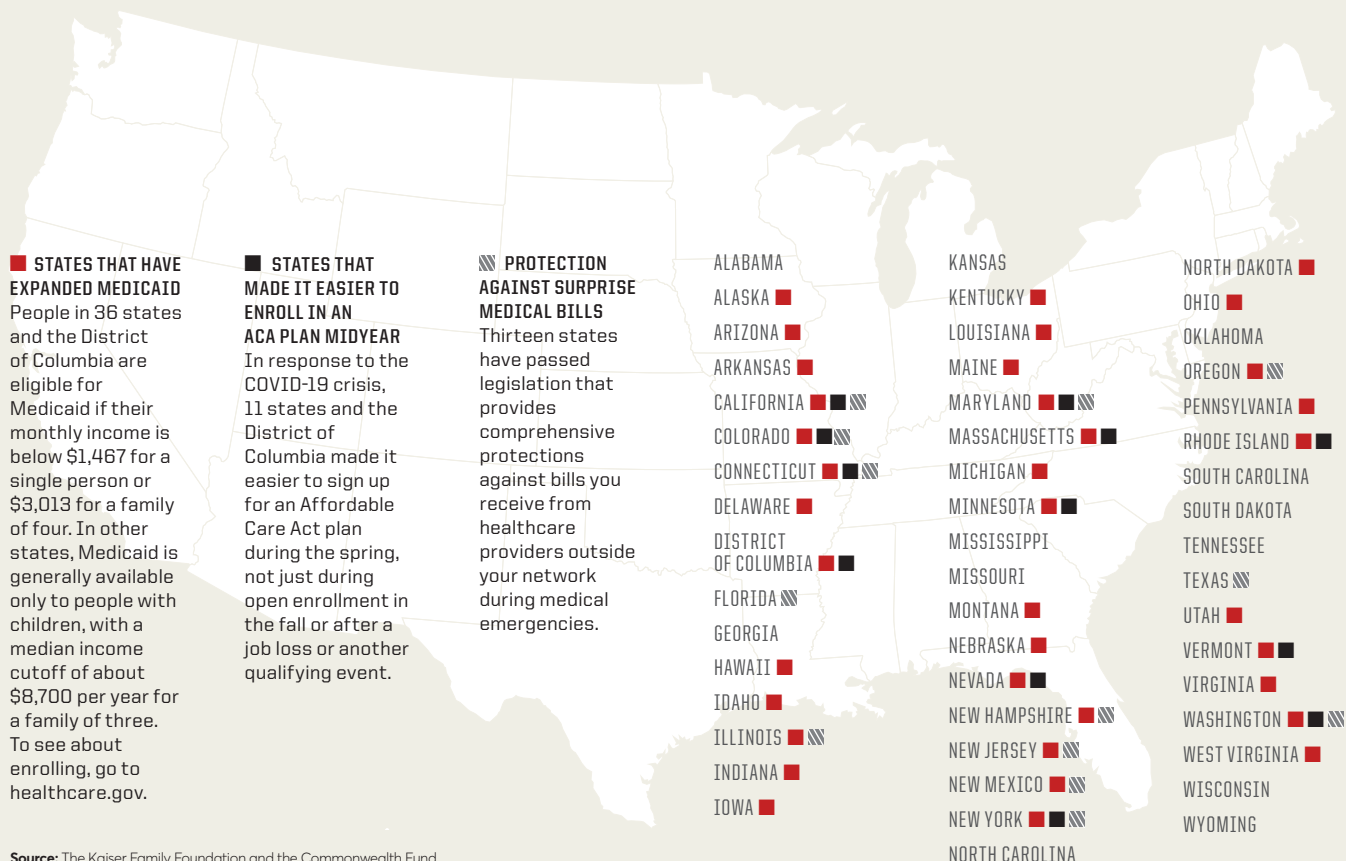 STATES THAT HAVE
EXPANDED MEDICAID
People in 36 states
and the District
of Columbia are
eligible for
Medicaid if their
monthly income is
below $1,467 for a
single person or
$3,013 for a family
of four. In other
states, Medicaid is
generally available
only to people with
children, with a
median income
cutoff of about
$8,700 per year for
a family of three.
To see about
enrolling, go to
healthcare.gov.
STATES THAT
MADE IT EASIER TO
ENROLL IN AN
ACA PLAN MIDYEAR
In response to the
COVID-19 crisis,
11 states and the
District of
Columbia made it
easier to sign up
for an Affordable
Care Act plan
during the spring,
not just during
open enrollment in
the fall or after a
job loss or another
qualifying event.
PROTECTION
AGAINST SURPRISE
MEDICAL BILLS
Thirteen states
have passed
legislation that
provides
comprehensive
protections
against bills you
receive from
healthcare
providers outside
your network
during medical
emergencies.
ALABAMA
ALASKA
ARIZONA
ARKANSAS
CALIFORNIA
COLORADO
CONNECTICUT
DELAWARE
DISTRICT
OF COLUMBIA
FLORIDA
GEORGIA
HAWAII
IDAHO
ILLINOIS
INDIANA
IOWA
KANSAS
KENTUCKY
LOUISIANA
MAINE
MARYLAND
MASSACHUSETTS
MICHIGAN
MINNESOTA
MISSISSIPPI
MISSOURI
MONTANA
NEBRASKA
NEVADA
NEW HAMPSHIRE
NEW JERSEY
NEW MEXICO
NEW YORK
NORTH CAROLINA
NORTH DAKOTA
OHIO
OKLAHOMA
OREGON
PENNSYLVANIA
RHODE ISLAND
SOUTH CAROLINA
SOUTH DAKOTA
TENNESSEE
TEXAS
UTAH
VERMONT
VIRGINIA
WASHINGTON
WEST VIRGINIA
WISCONSIN
WYOMING
Source: The Kaiser Family Foundation and the Commonwealth Fund